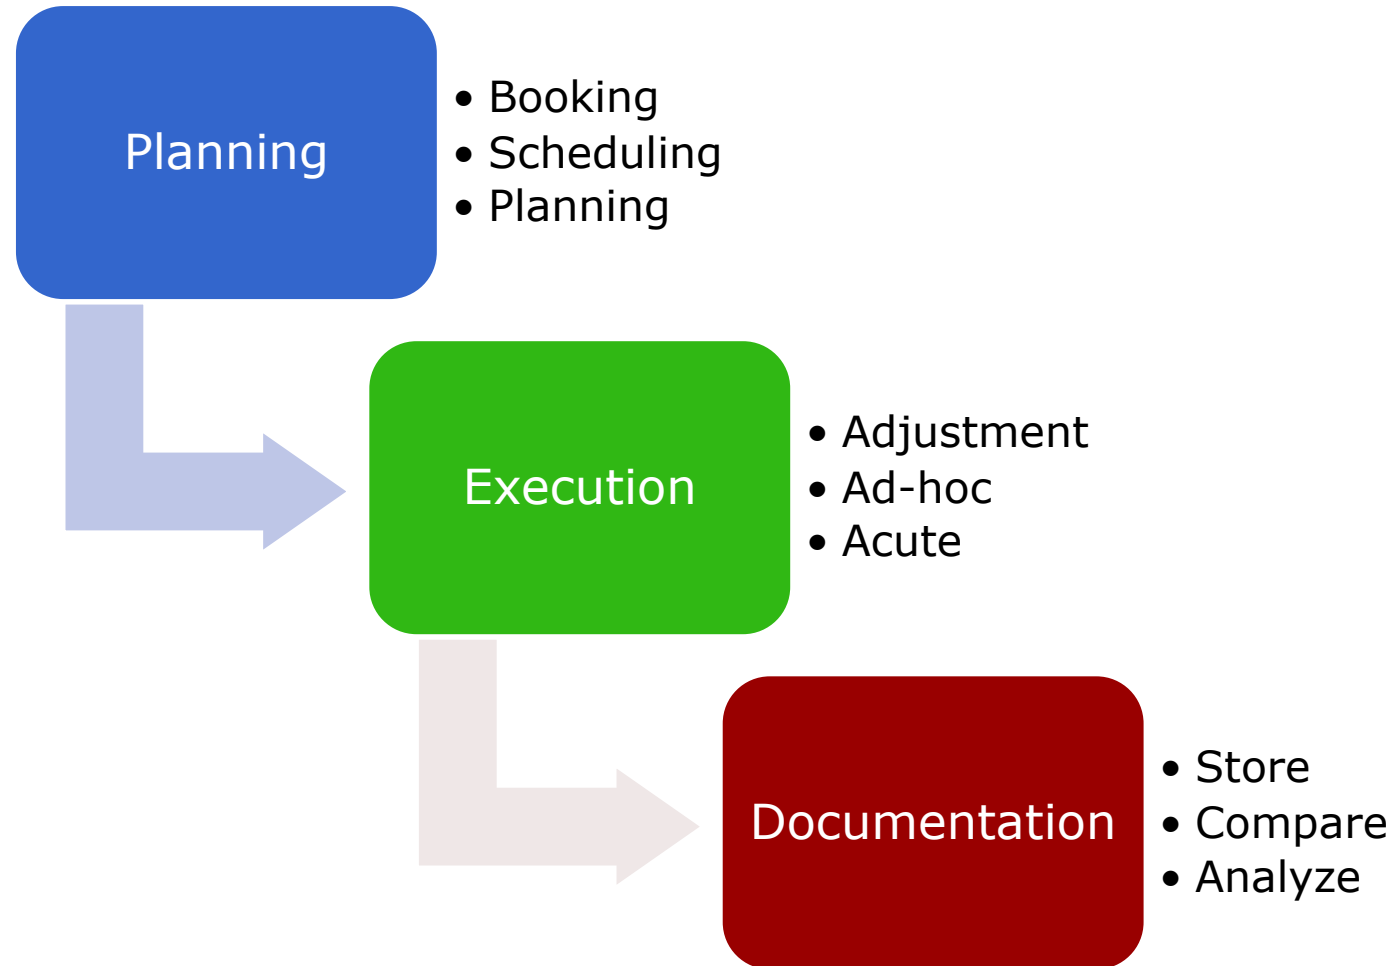 Planning
• Booking
• Scheduling
• Planning
Execution
• Adjustment
• Ad-hoc
• Acute
Documentation
• Store
• Compare
• Analyze